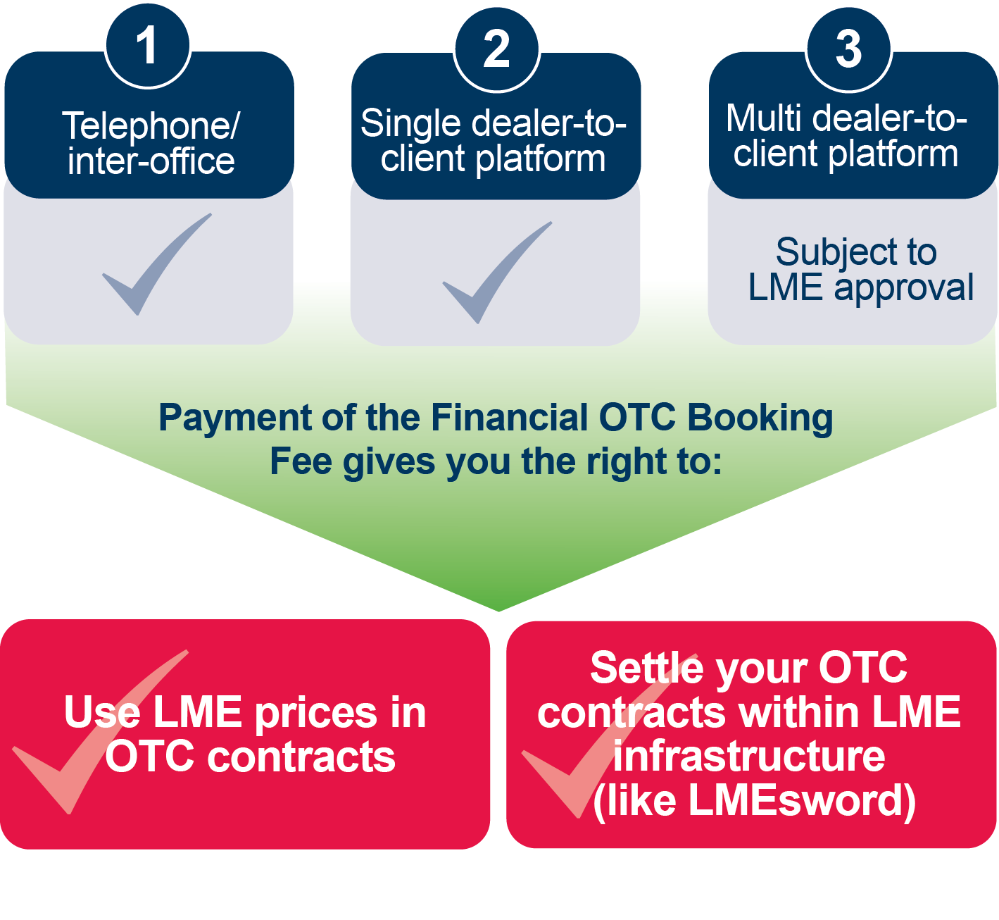 1
Telephone/
inter-office
2
Single dealer-to-
client platform
3
Multi dealer-to-
client platform
Subject to
LME approval
Payment of the Financial OTC Booking
Fee gives you the right to:
Use LME prices in
OTC contracts
Settle your OTC
contracts within LME
infrastructure
(like LMEsword)